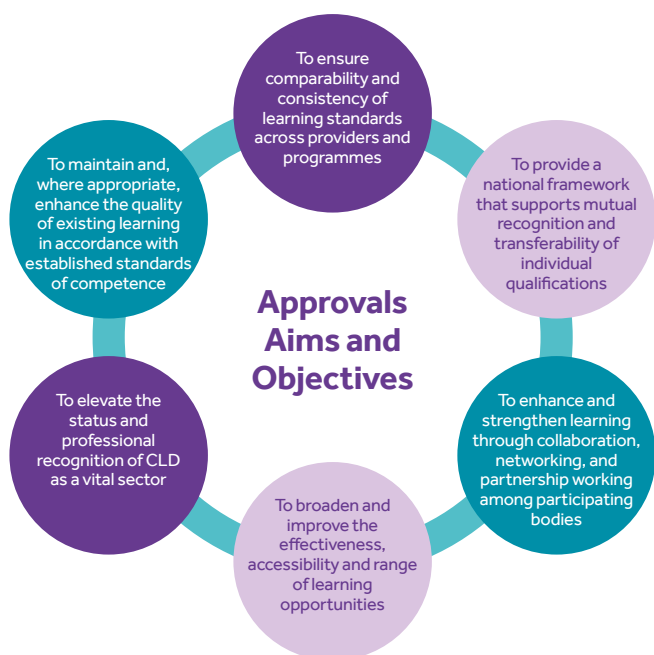 To ensure
comparability and
consistency of
learning standards
across providers and
programmes
To provide a
national framework
that supports mutual
recognition and
transferability of
individual
qualifications
To enhance and
strengthen learning
through collaboration,
networking, and
partnership working
among participating
bodies
To broaden and
improve the
effectiveness,
accessibility and range
of learning
opportunities
To elevate the
status and
professional
recognition of CLD
as a vital sector
To maintain and,
where appropriate,
enhance the quality
of existing learning
in accordance with
established standards
of competence
Approvals
Aims and
Objectives